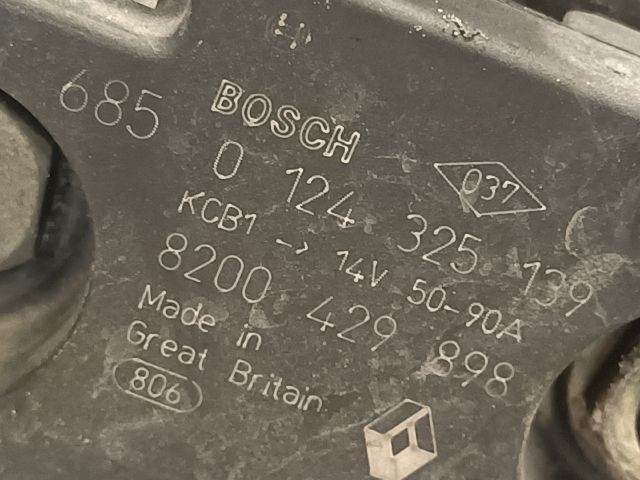 685
BOSCH
0 124 325 139
037
KCB1 -> 14V 50-90A
8200 429 898
Made in
Great Britain
806